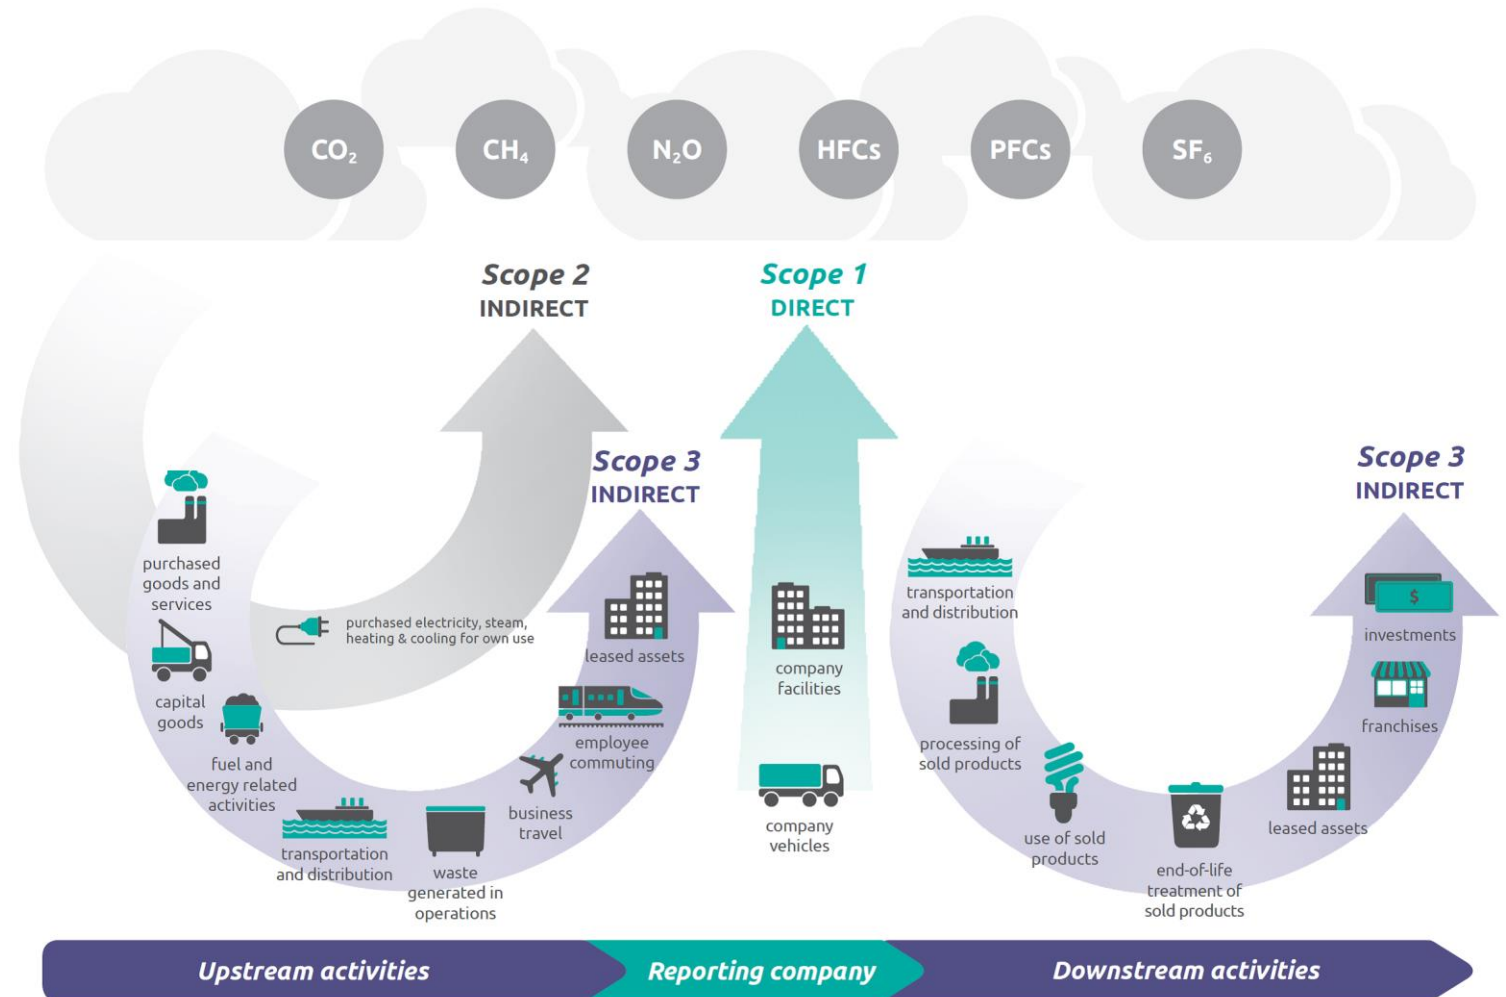 CO₂
CH₄
N₂O
HFCs
PFCs
SF₆
Scope 2
INDIRECT
Scope 1
DIRECT
Scope 3
INDIRECT
Scope 3
INDIRECT
purchased
goods and
services
purchased electricity, steam,
heating & cooling for own use
capital
goods
fuel and
energy related
activities
transportation
and distribution
waste
generated in
operations
business
travel
employee
commuting
leased assets
company
facilities
company
vehicles
transportation
and distribution
processing of
sold products
use of sold
products
end-of-life
treatment of
sold products
leased assets
franchises
$
investments
Upstream activities
Reporting company
Downstream activities